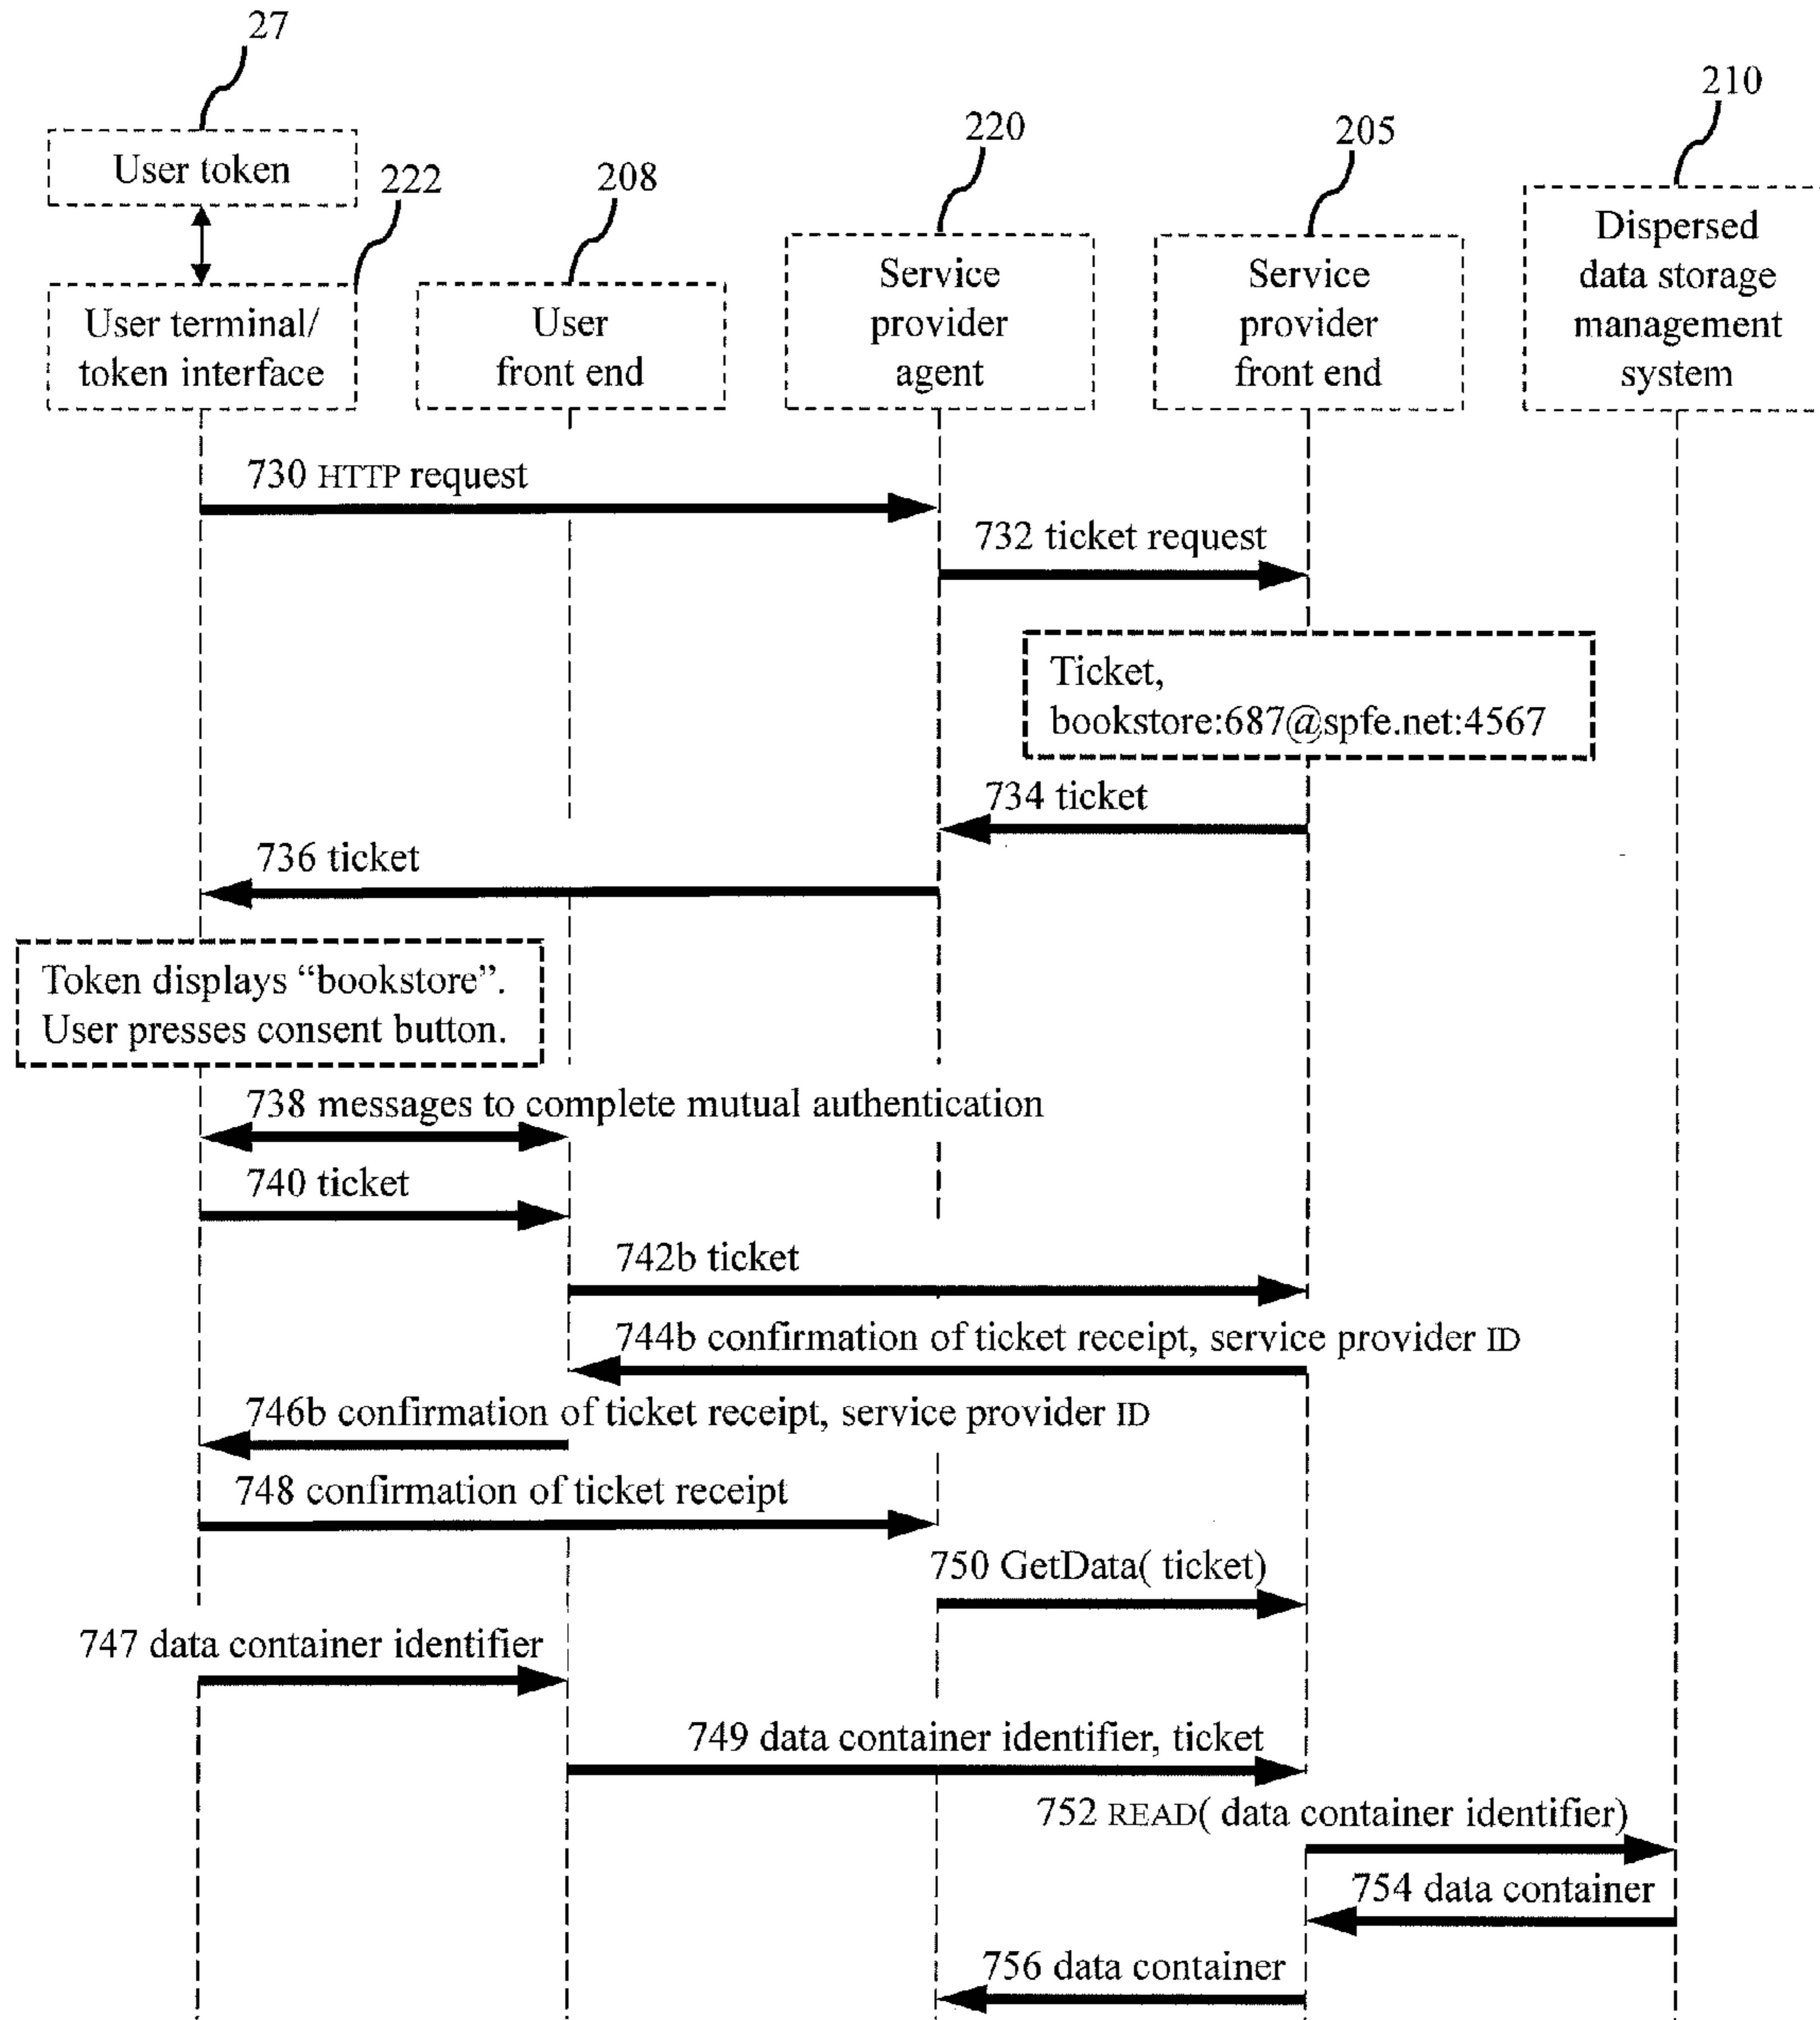 27
210
220
205
User token
222
208
Dispersed
data storage
management
system
Service
provider
agent
Service
provider
front end
User terminal/
token interface
User
front end
730 HTTP request
732 ticket request
Ticket,
bookstore:687@spfe.net:4567
734 ticket
736 ticket
Token displays “bookstore”.
User presses consent button.
738 messages to complete mutual authentication
740 ticket
742b ticket
744b confirmation of ticket receipt, service provider ID
746b confirmation of ticket receipt, service provider ID
748 confirmation of ticket receipt
750 GetData( ticket)
747 data container identifier
749 data container identifier, ticket
752 READ( data container identifier)
754 data container
756 data container